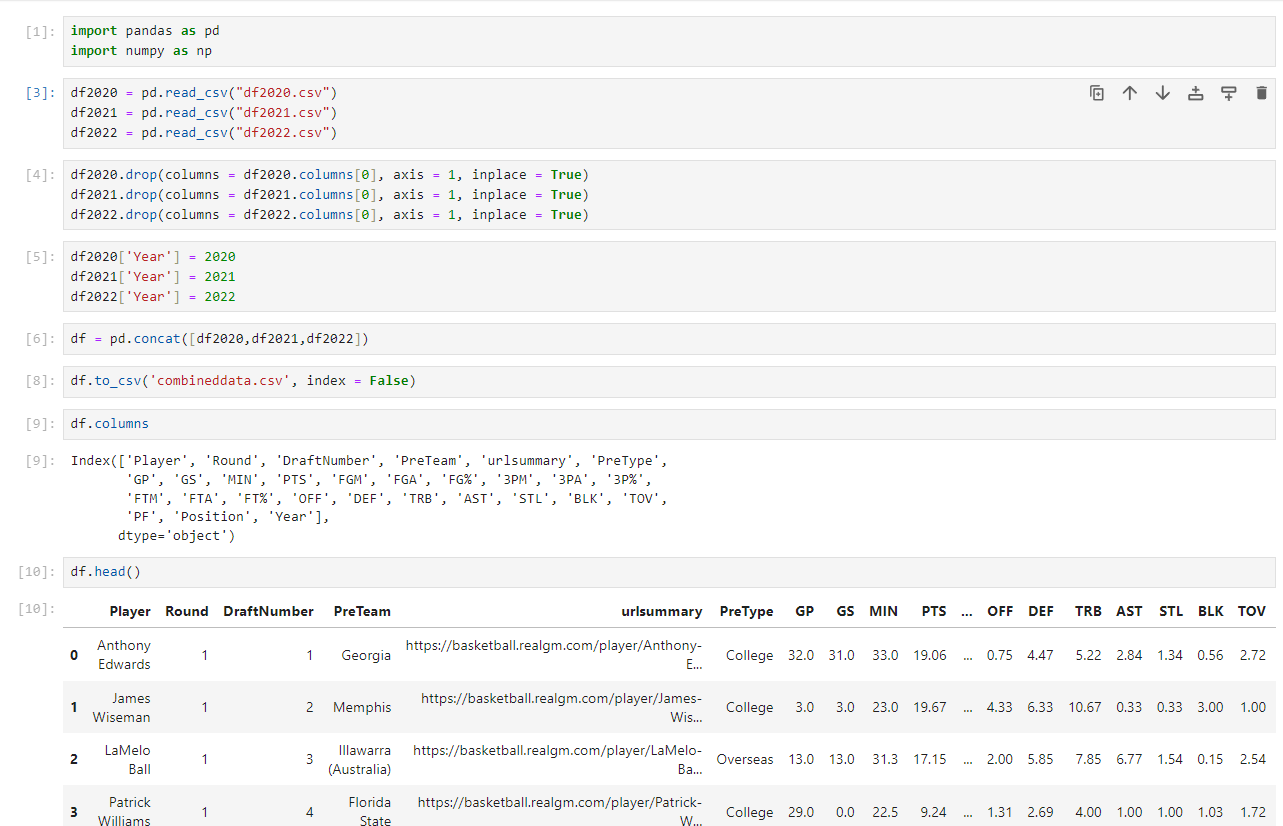 [1]: import pandas as pd
import numpy as np
[3]: df2020 = pd.read_csv("df2020.csv")
df2021 = pd.read_csv("df2021.csv")
df2022 = pd.read_csv("df2022.csv")
[4]: df2020.drop(columns = df2020.columns[0], axis = 1, inplace = True)
df2021.drop(columns = df2021.columns[0], axis = 1, inplace = True)
df2022.drop(columns = df2022.columns[0], axis = 1, inplace = True)
[5]: df2020['Year'] = 2020
df2021['Year'] = 2021
df2022['Year'] = 2022
[6]: df = pd.concat([df2020,df2021,df2022])
[8]: df.to_csv('combineddata.csv', index = False)
[9]: df.columns
[9]: Index(['Player', 'Round', 'DraftNumber', 'PreTeam', 'urlsummary', 'PreType',
'GP', 'GS', 'MIN', 'PTS', 'FGM', 'FGA', 'FG%', '3PM', '3PA', '3P%',
'FTM', 'FTA', 'FT%', 'OFF', 'DEF', 'TRB', 'AST', 'STL', 'BLK', 'TOV',
'PF', 'Position', 'Year'],
dtype='object')
[10]: df.head()
[10]: Player Round DraftNumber PreTeam urlsummary PreType GP GS MIN PTS ... OFF DEF TRB AST STL BLK TOV
0 Anthony Edwards 1 1 Georgia https://basketball.realgm.com/player/Anthony-E... College 32.0 31.0 33.0 19.06 ... 0.75 4.47 5.22 2.84 1.34 0.56 2.72
1 James Wiseman 1 2 Memphis https://basketball.realgm.com/player/James-Wis... College 3.0 3.0 23.0 19.67 ... 4.33 6.33 10.67 0.33 0.33 3.00 1.00
2 LaMelo Ball 1 3 Illawarra (Australia) https://basketball.realgm.com/player/LaMelo-Ba... Overseas 13.0 13.0 31.3 17.15 ... 2.00 5.85 7.85 6.77 1.54 0.15 2.54
3 Patrick Williams 1 4 Florida State https://basketball.realgm.com/player/Patrick-W... College 29.0 0.0 22.5 9.24 ... 1.31 2.69 4.00 1.00 1.00 1.03 1.72